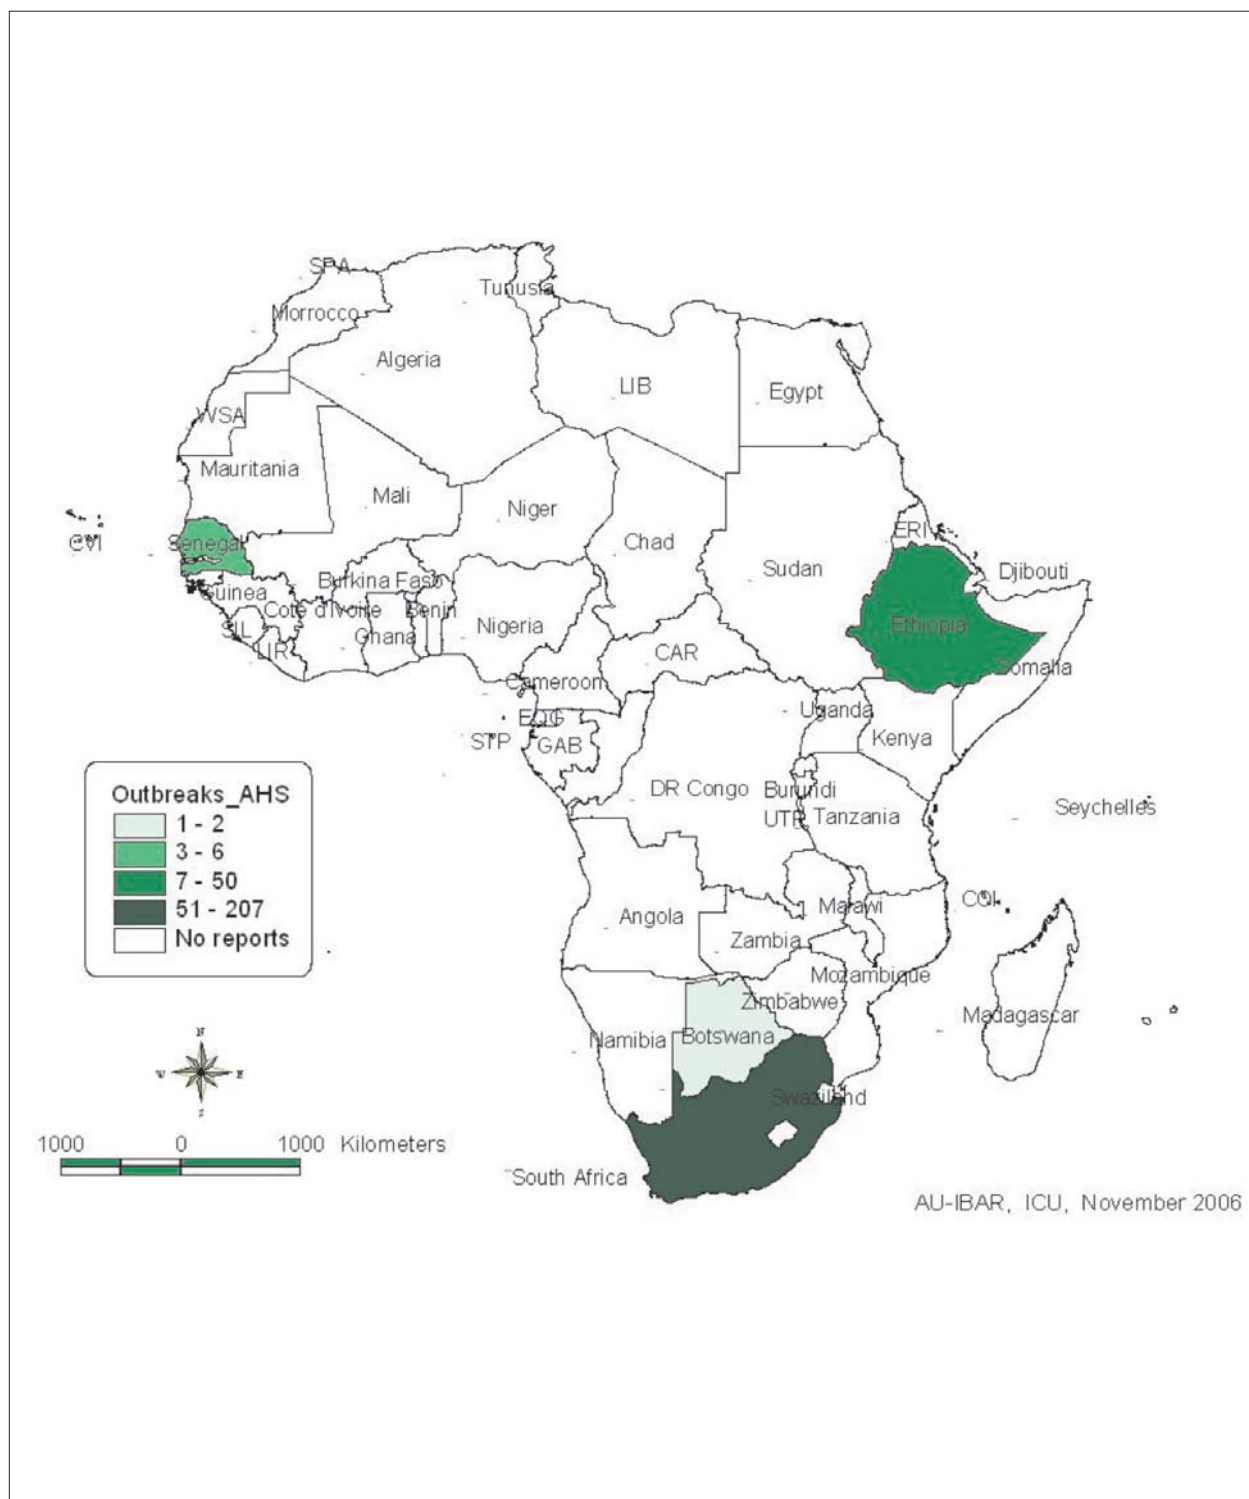 SPA
Tunusia
Morrocco
Algeria
LIB
Egypt
WSA
Mauritania
Mali
Niger
Chad
Sudan
ERI
CVI
Senegal
Djibouti
Guinea
Burkina Faso
Cote d'Ivoire
Benin
Ghana
Nigeria
Ethiopia
SIL
LIR
CAR
Somalia
Cameroon
EQG
Uganda
STP
GAB
Kenya
DR Congo
Burundi
UTR
Tanzania
Seychelles
Outbreaks_AHS
1 - 2
3 - 6
7 - 50
51 - 207
No reports
Angola
Malawi
COI
Zambia
Mozambique
Zimbabwe
Madagascar
Namibia
Botswana
N
W
E
S
Swaziland
1000 0 1000 Kilometers
South Africa
AU-IBAR, ICU, November 2006